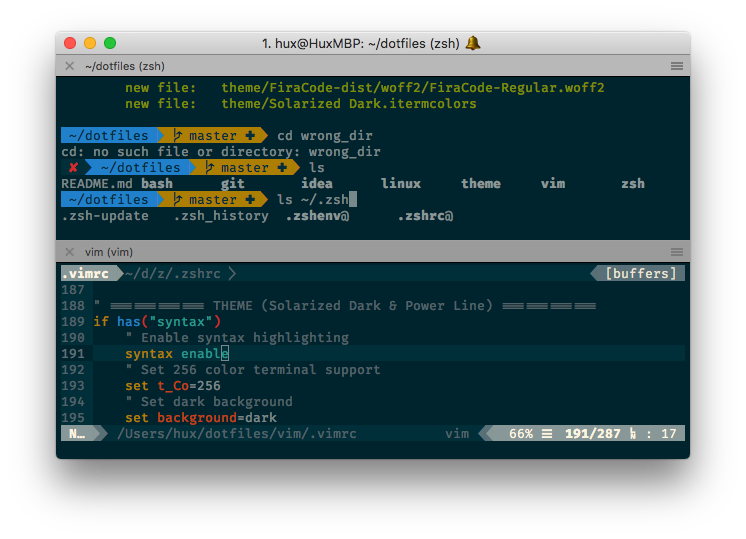 1. hux@HuxMBP: ~/dotfiles (zsh) 🔔
~/dotfiles (zsh)
new file:   theme/FiraCode-dist/woff2/FiraCode-Regular.woff2
new file:   theme/Solarized Dark.itermcolors
~/dotfiles master ✚ cd wrong_dir
cd: no such file or directory: wrong_dir
✘ ~/dotfiles master ✚ ls
README.md bash      git       idea      linux     theme     vim       zsh
~/dotfiles master ✚ ls ~/.zsh
.zsh-update   .zsh_history  .zshenv@      .zshrc@
vim (vim)
.vimrc ~/d/z/.zshrc [buffers]
187
188 " ============ THEME (Solarized Dark & Power Line) ============
189 if has("syntax")
190     " Enable syntax highlighting
191     syntax enable
192     " Set 256 color terminal support
193     set t_Co=256
194     " Set dark background
195     set background=dark
N… /Users/hux/dotfiles/vim/.vimrc vim 66% ☰ 191/287 ㏑ : 17